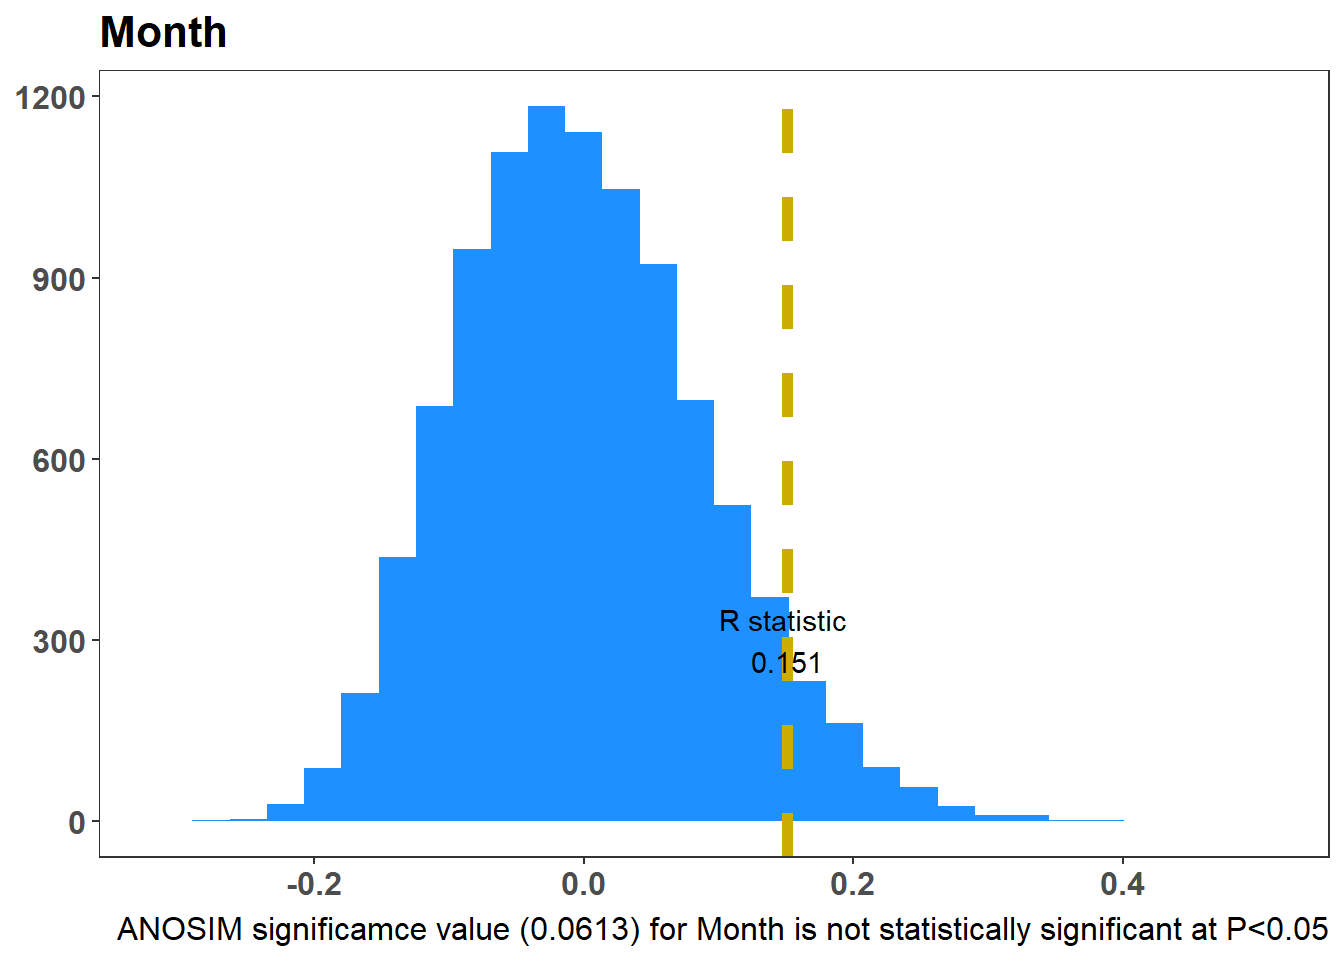 Month
1200
900
600
300
0
R statistic
0.151
-0.2 0.0 0.2 0.4
ANOSIM significamce value (0.0613) for Month is not statistically significant at P<0.05